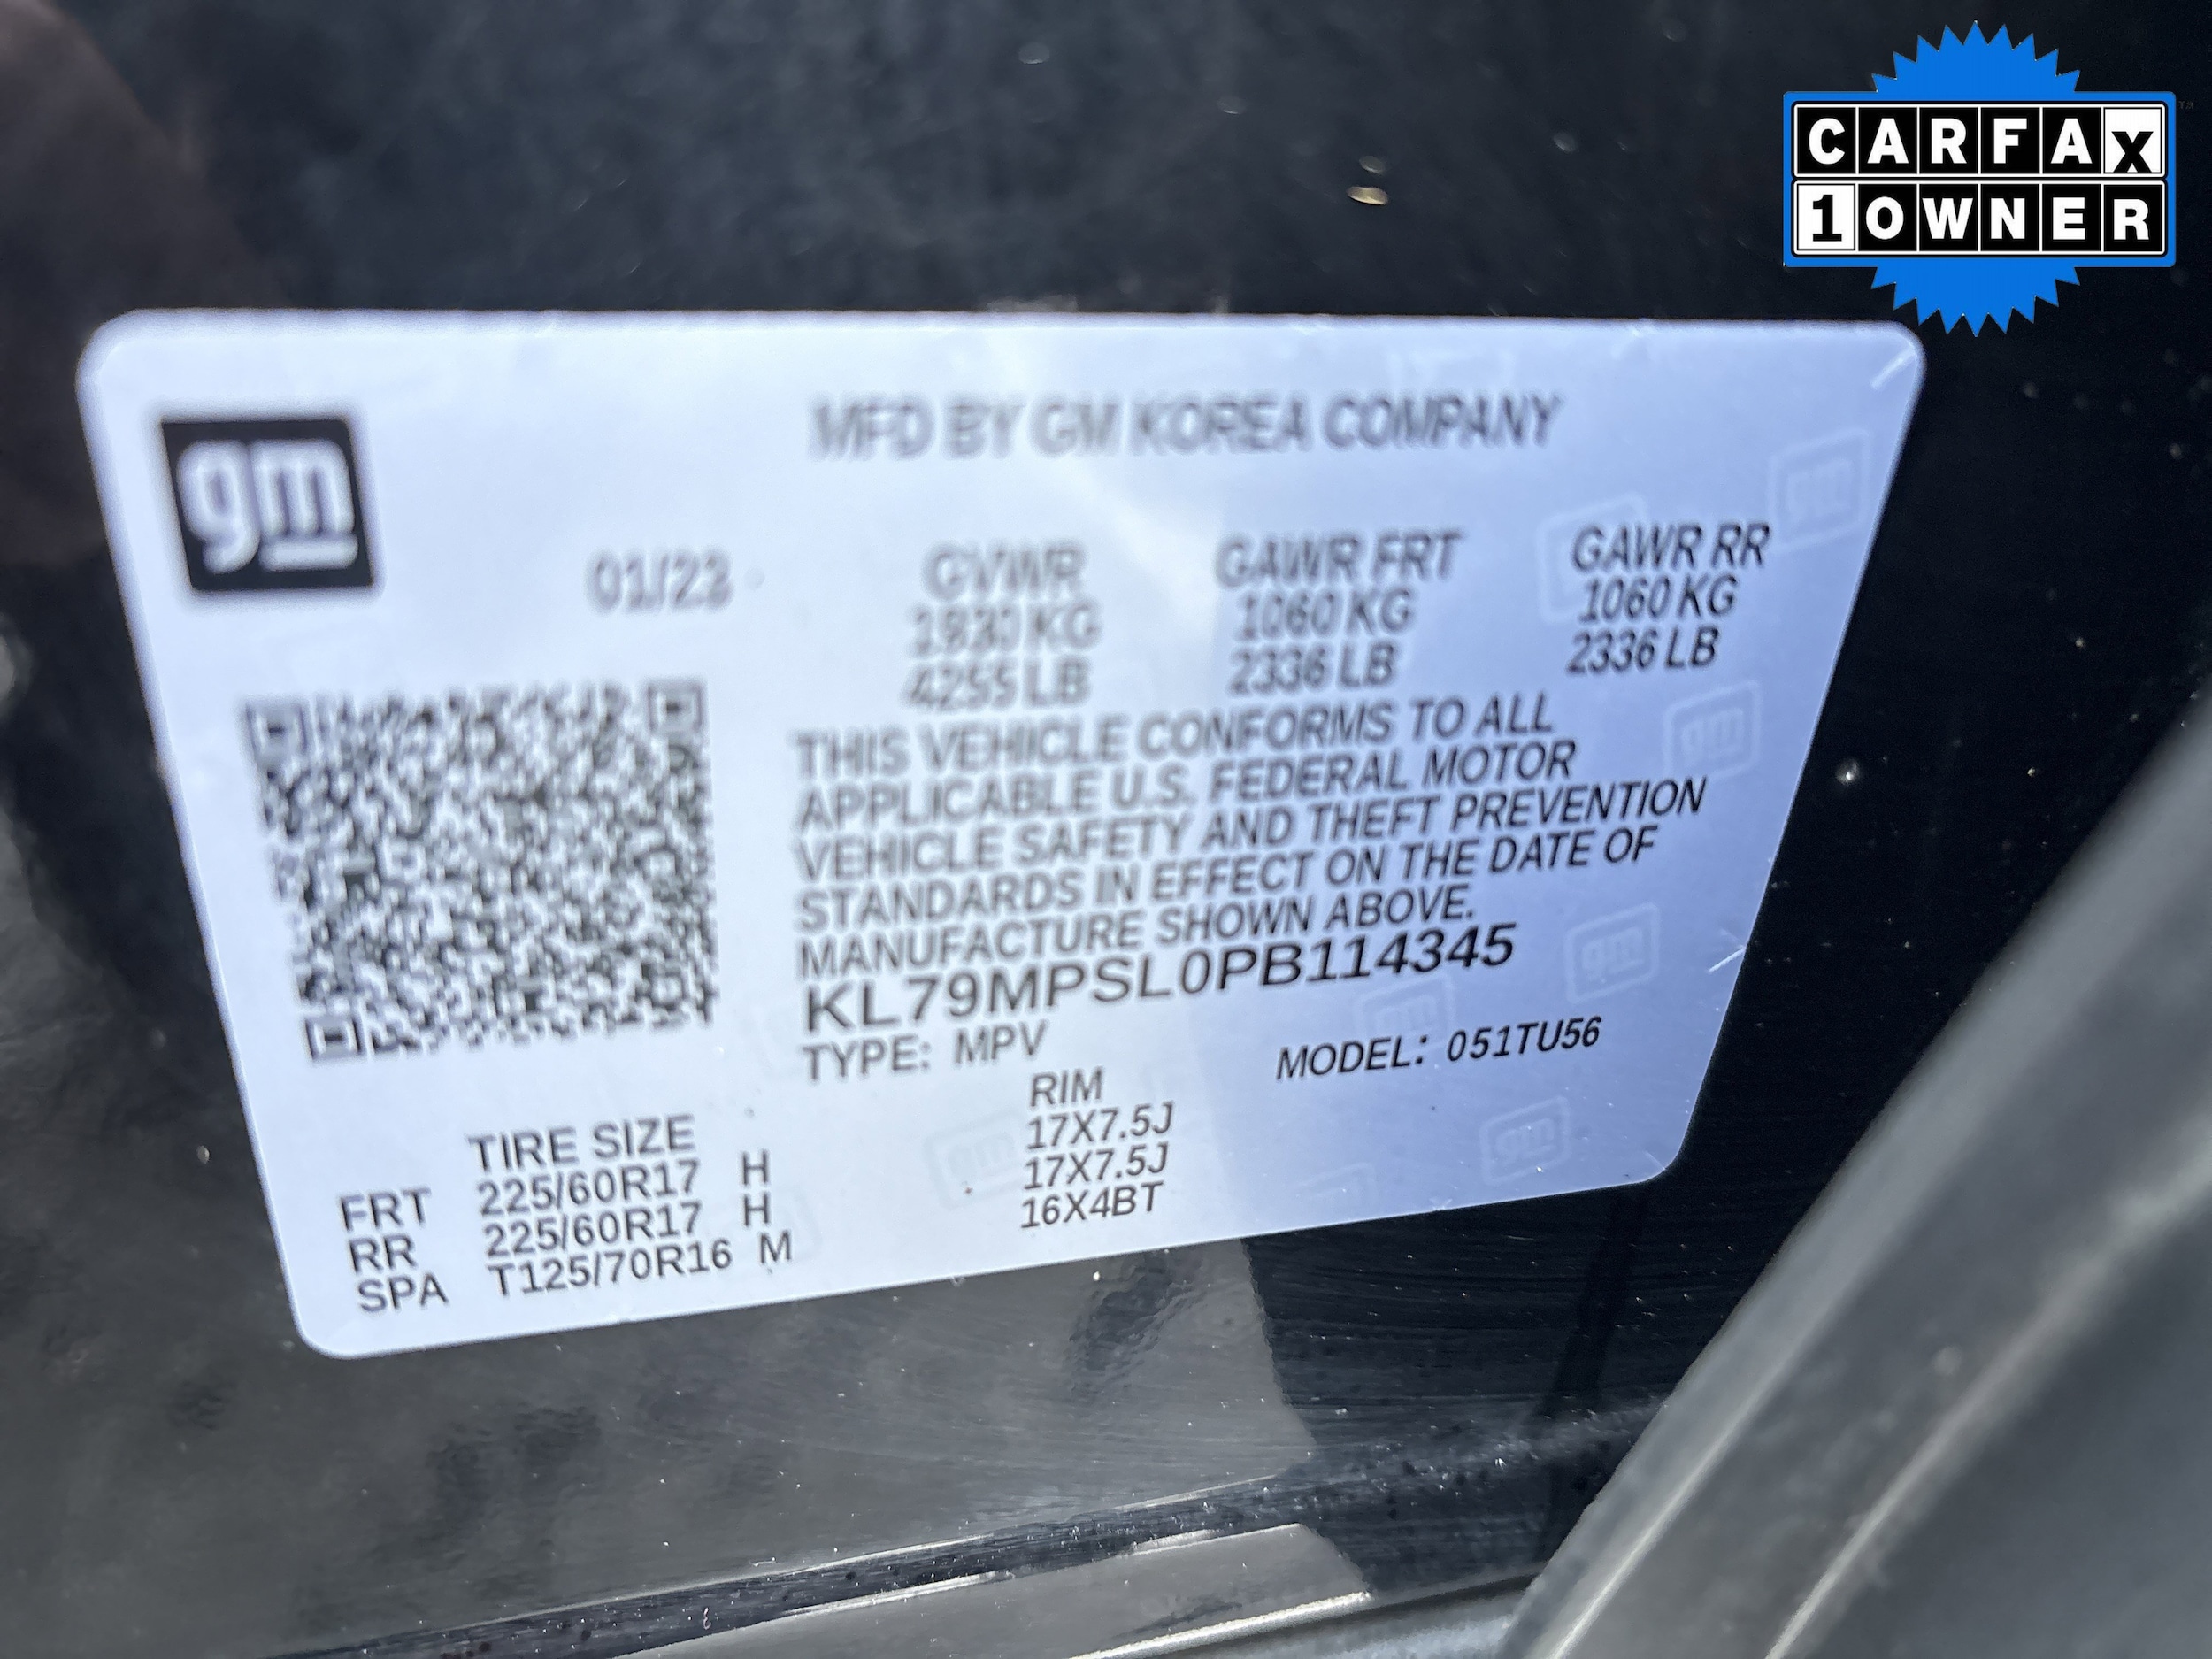 CARFAX
1OWNER
™
gm
MFD BY GM KOREA COMPANY
01/23
GVWR GAWR FRT GAWR RR
1930 KG 1060 KG 1060 KG
4255 LB 2336 LB 2336 LB
THIS VEHICLE CONFORMS TO ALL
APPLICABLE U.S. FEDERAL MOTOR
VEHICLE SAFETY AND THEFT PREVENTION
STANDARDS IN EFFECT ON THE DATE OF
MANUFACTURE SHOWN ABOVE.
KL79MPSL0PB114345
TYPE: MPV MODEL: 051TU56
TIRE SIZE RIM
FRT 225/60R17 H 17X7.5J
RR 225/60R17 H 17X7.5J
SPA T125/70R16 M 16X4BT